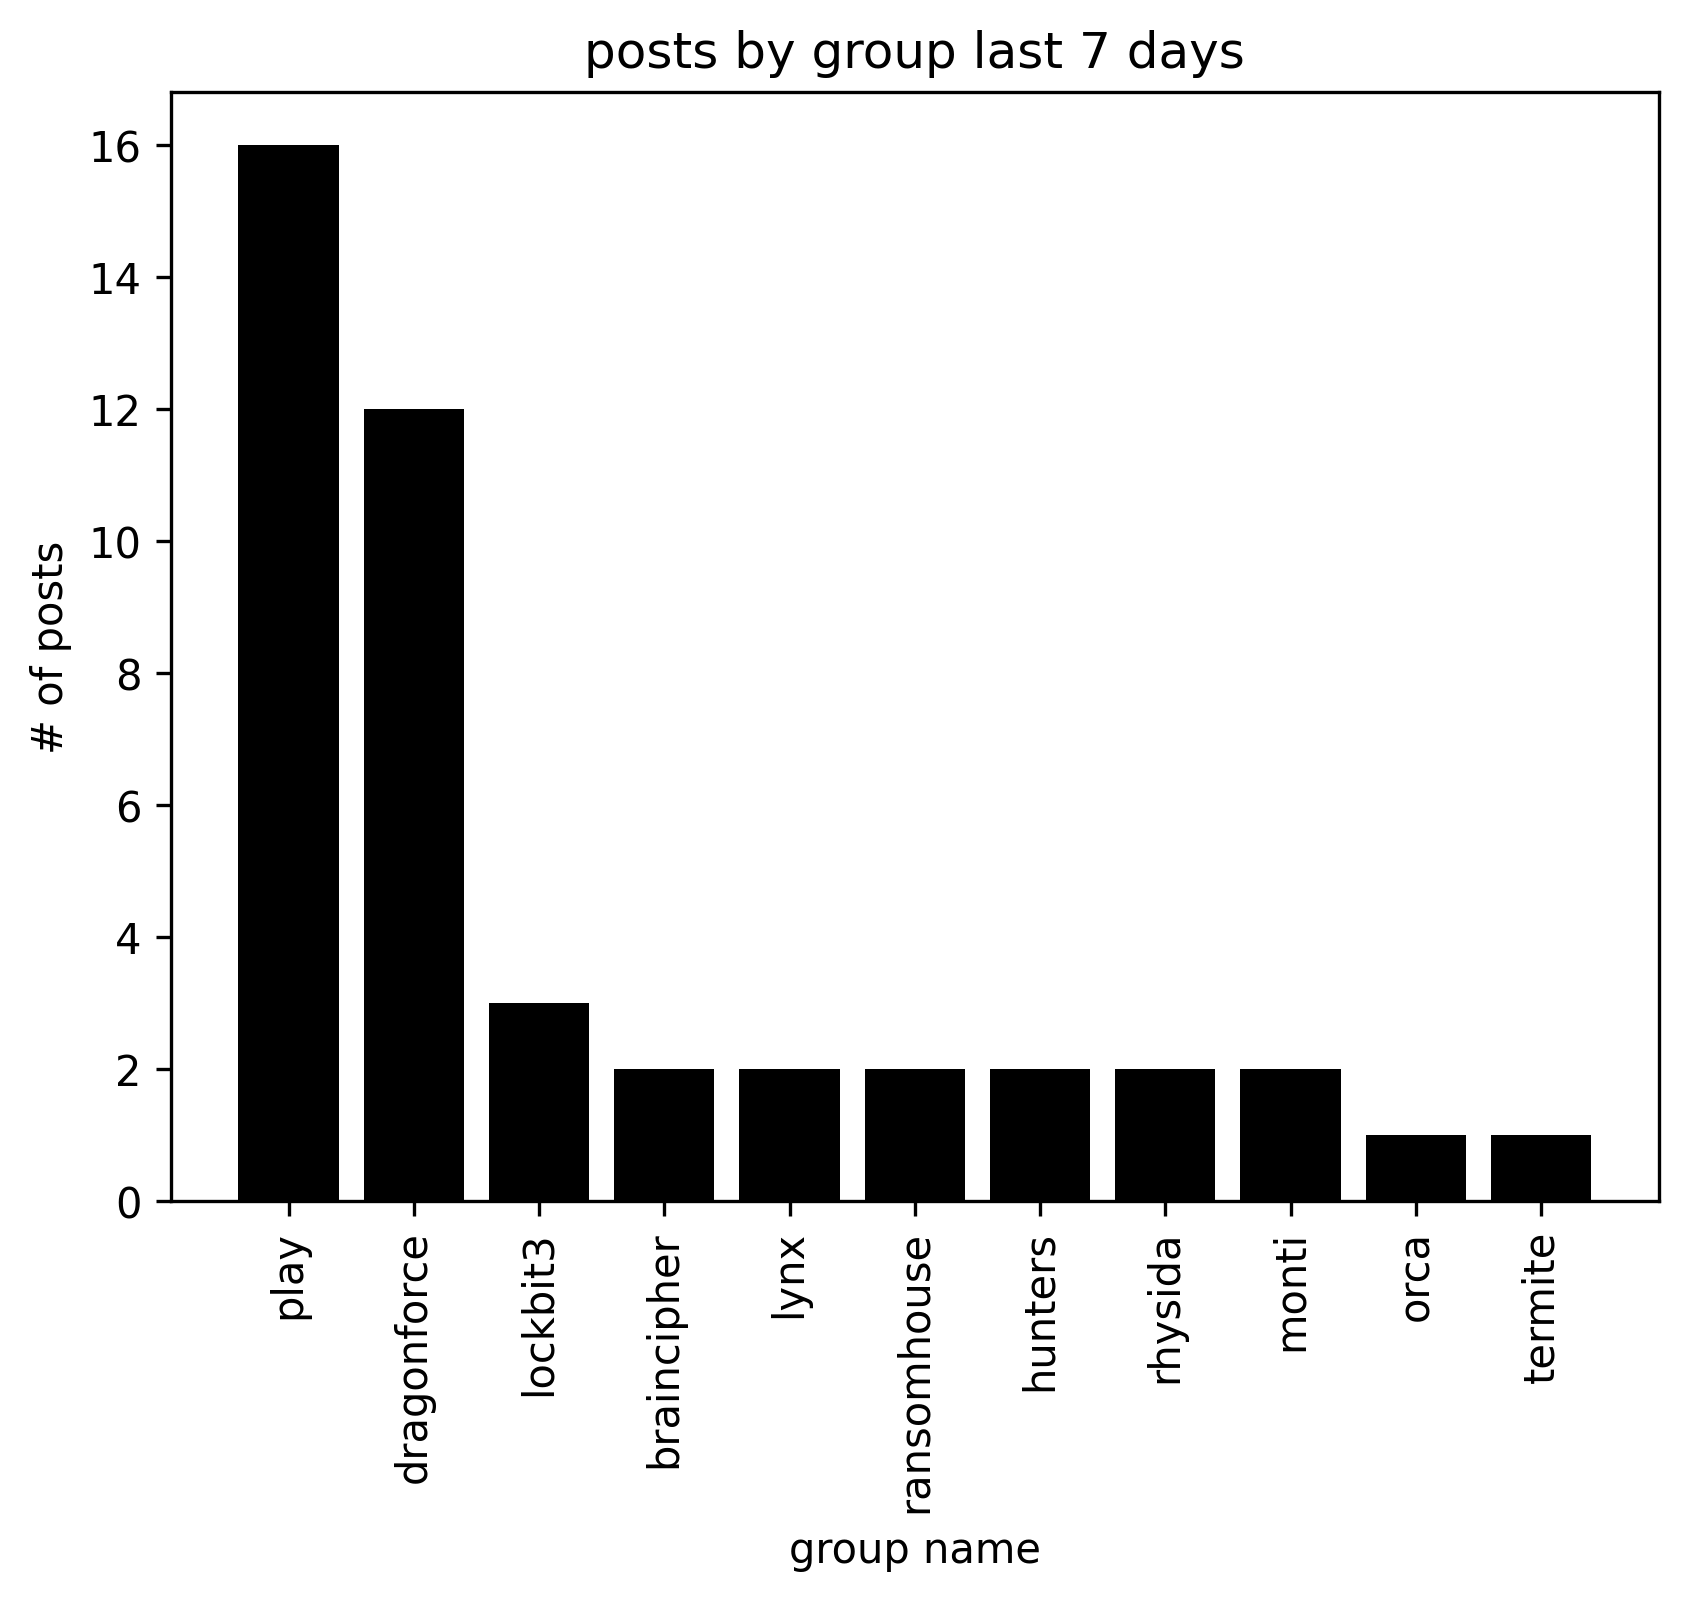 posts by group last 7 days
16
14
12
10
8
6
4
2
0
# of posts
play
dragonforce
lockbit3
braincipher
lynx
ransomhouse
hunters
rhysida
monti
orca
termite
group name